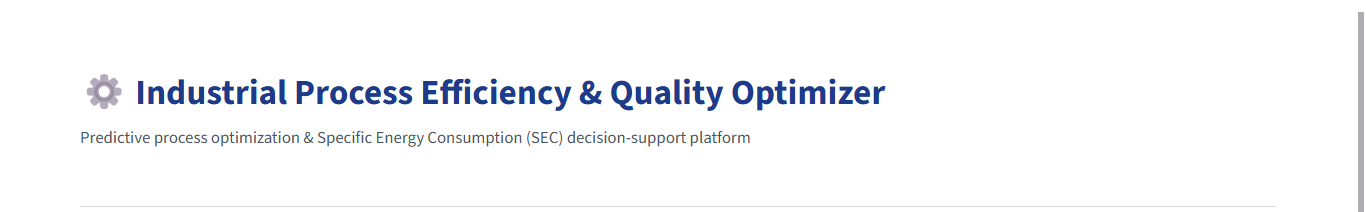 Industrial Process Efficiency & Quality Optimizer
Predictive process optimization & Specific Energy Consumption (SEC) decision-support platform